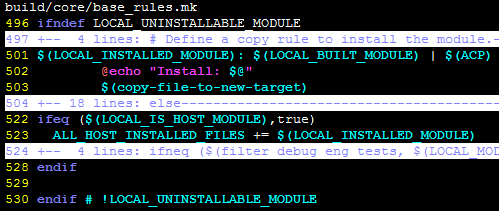 build/core/base_rules.mk
496 ifndef LOCAL_UNINSTALLABLE_MODULE
497 +--  4 lines: # Define a copy rule to install the module.-
501 $(LOCAL_INSTALLED_MODULE): $(LOCAL_BUILT_MODULE) | $(ACP)
502         @echo "Install: $@"
503         $(copy-file-to-new-target)
504 +-- 18 lines: else-----------------------------------------
522 ifeq ($(LOCAL_IS_HOST_MODULE),true)
523   ALL_HOST_INSTALLED_FILES += $(LOCAL_INSTALLED_MODULE)
524 +--  4 lines: ifneq ($(filter debug eng tests, $(LOCAL_MOD
528 endif
529
530 endif # !LOCAL_UNINSTALLABLE_MODULE